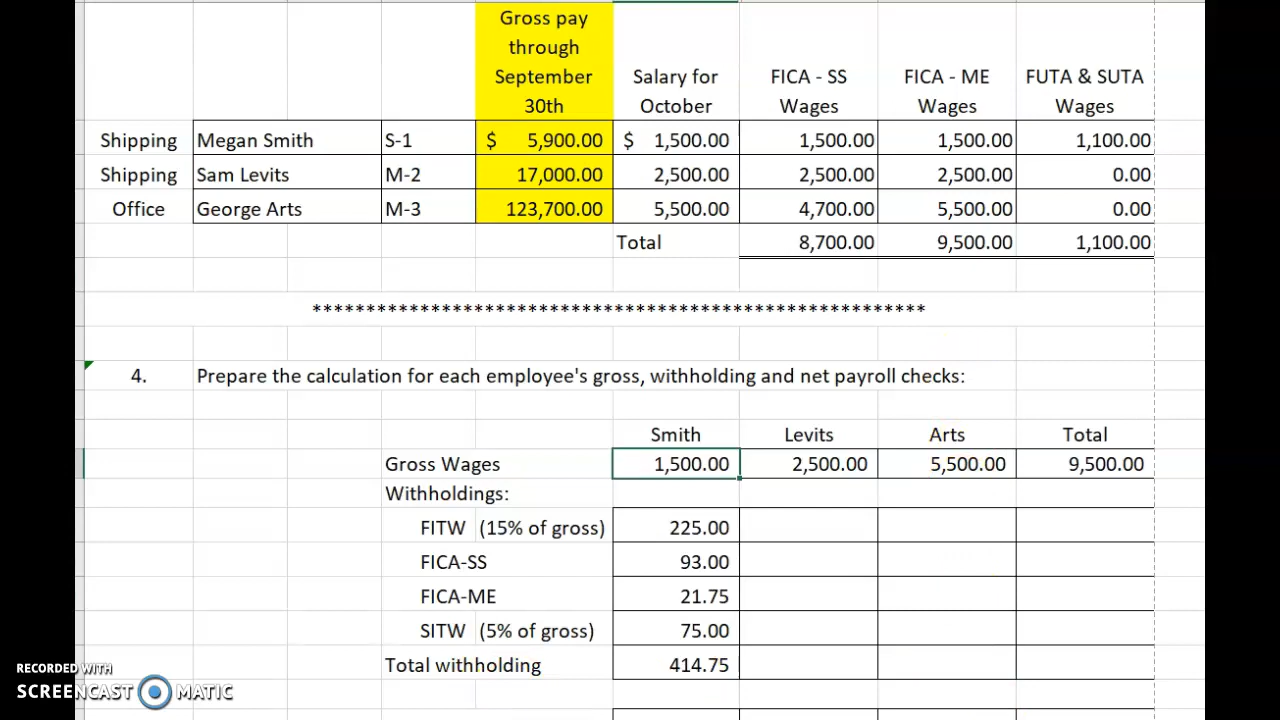 Gross pay
through
September
30th
Salary for
October
FICA - SS
Wages
FICA - ME
Wages
FUTA & SUTA
Wages
Shipping Megan Smith S-1 $ 5,900.00 $ 1,500.00 1,500.00 1,500.00 1,100.00
Shipping Sam Levits M-2 17,000.00 2,500.00 2,500.00 2,500.00 0.00
Office George Arts M-3 123,700.00 5,500.00 4,700.00 5,500.00 0.00
Total 8,700.00 9,500.00 1,100.00
*********************************************************
4. Prepare the calculation for each employee's gross, withholding and net payroll checks:
Smith Levits Arts Total
Gross Wages 1,500.00 2,500.00 5,500.00 9,500.00
Withholdings:
FITW (15% of gross) 225.00
FICA-SS 93.00
FICA-ME 21.75
SITW (5% of gross) 75.00
Total withholding 414.75
RECORDED WITH
SCREENCAST MATIC